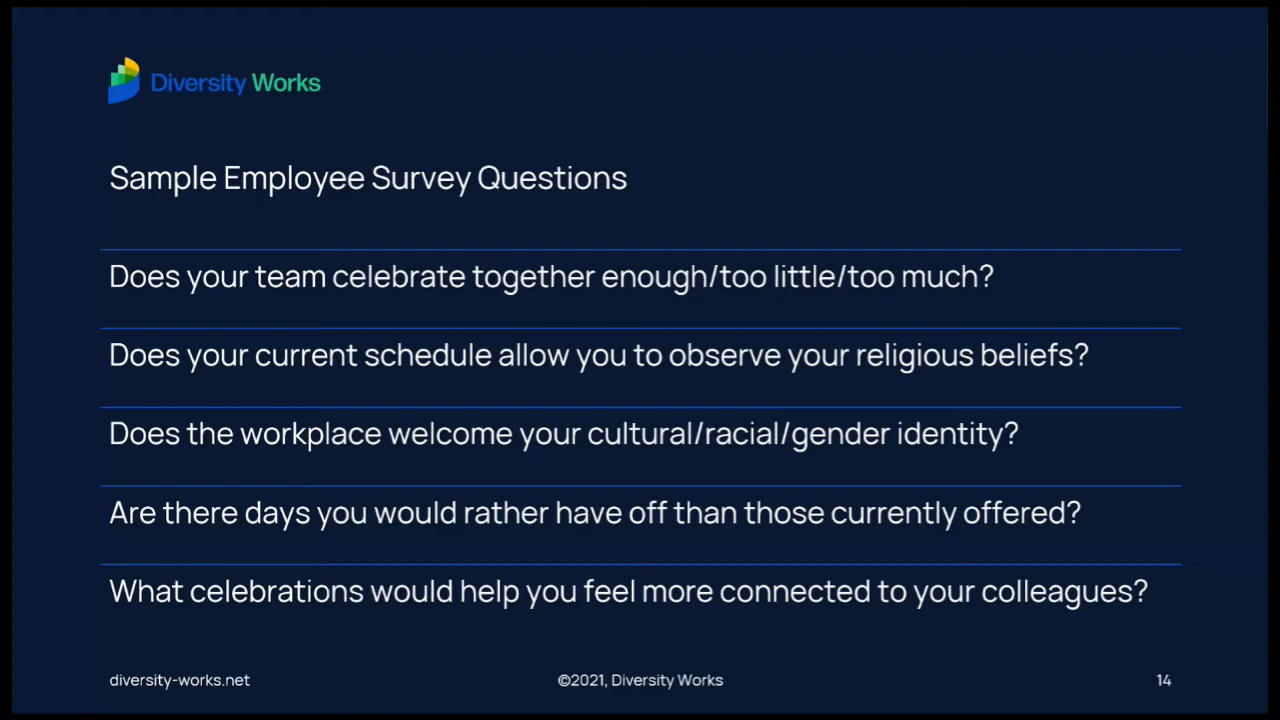 Diversity Works
Sample Employee Survey Questions
Does your team celebrate together enough/too little/too much?
Does your current schedule allow you to observe your religious beliefs?
Does the workplace welcome your cultural/racial/gender identity?
Are there days you would rather have off than those currently offered?
What celebrations would help you feel more connected to your colleagues?
diversity-works.net
©2021, Diversity Works
14